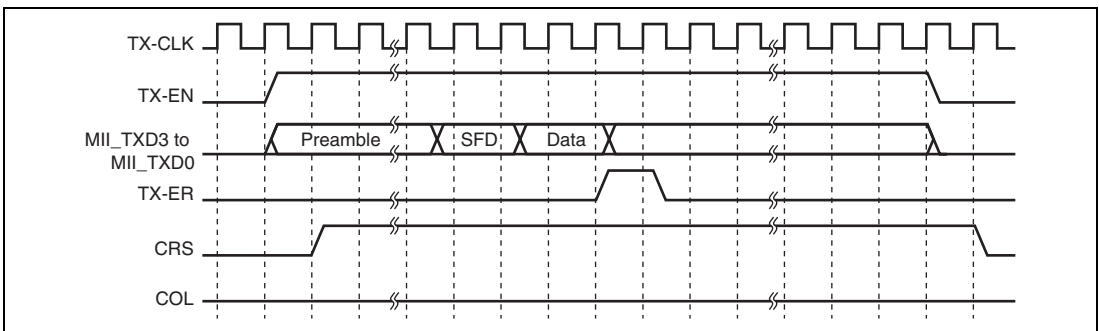 TX-CLK
TX-EN
MII_TXD3 to
MII_TXD0
Preamble
SFD
Data
TX-ER
CRS
COL